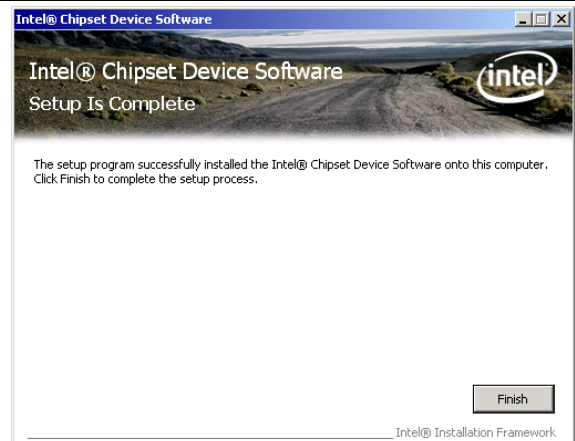 Intel® Chipset Device Software
Intel® Chipset Device Software
(intel)
Setup Is Complete
The setup program successfully installed the Intel® Chipset Device Software onto this computer.
Click Finish to complete the setup process.
Finish
Intel® Installation Framework